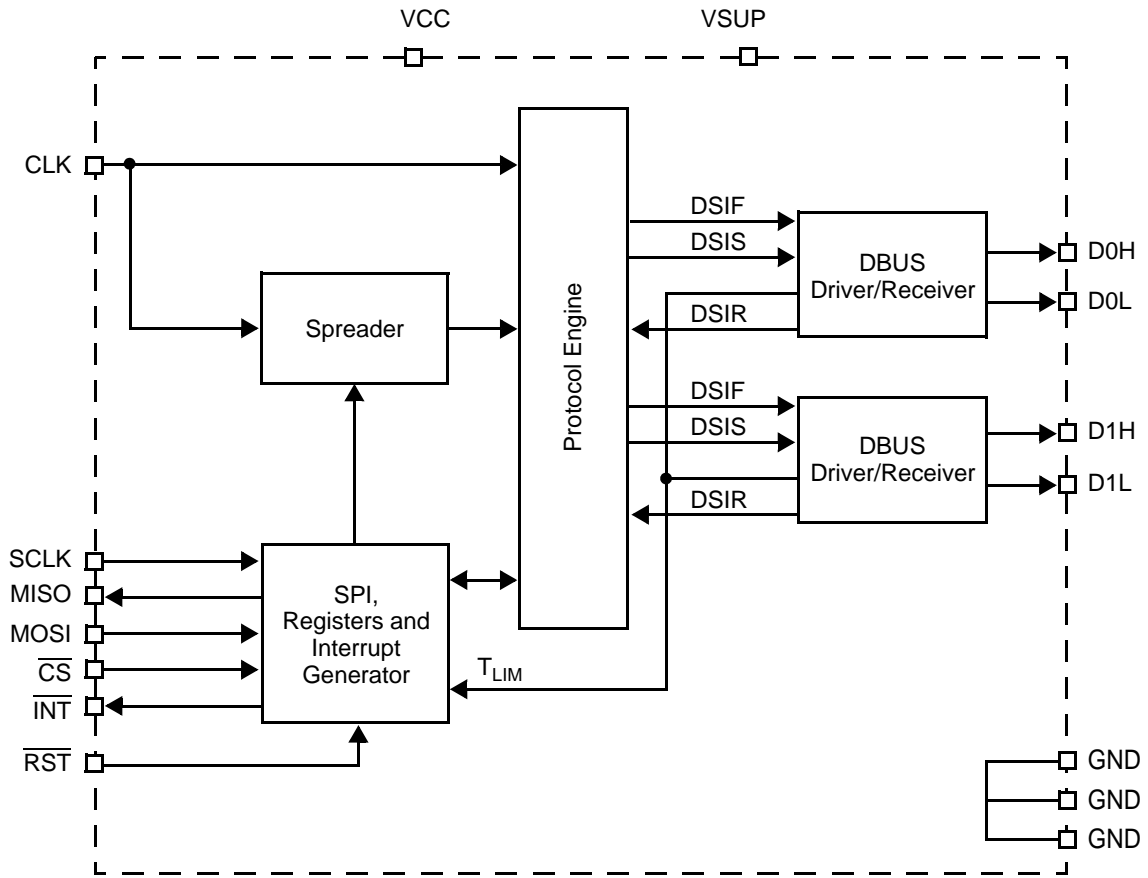 VCC
VSUP
CLK
DSIF
DSIS
DBUS
Driver/Receiver
D0H
D0L
Spreader
DSIR
Protocol Engine
DSIF
DSIS
DBUS
Driver/Receiver
D1H
D1L
DSIR
SCLK
MISO
MOSI
CS
INT
RST
SPI,
Registers and
Interrupt
Generator
TLIM
GND
GND
GND